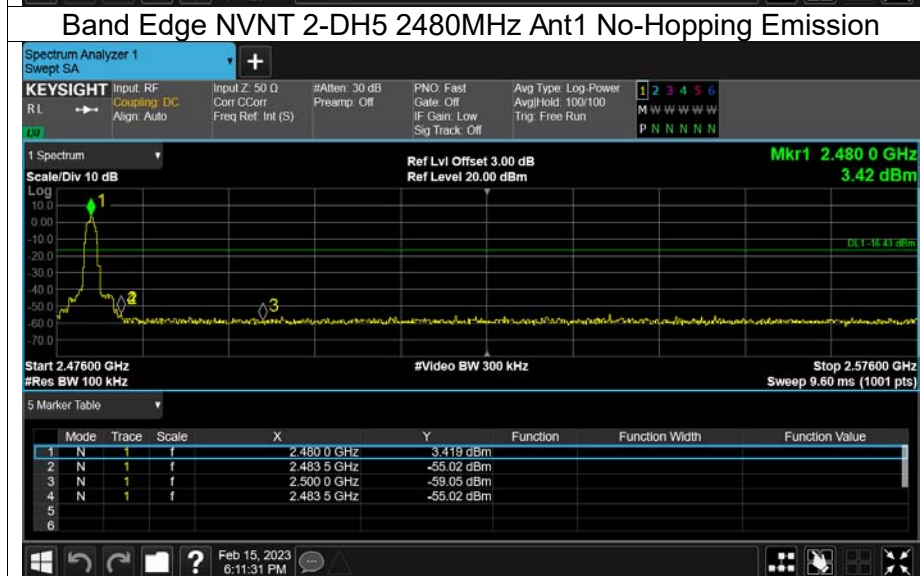 Band Edge NVNT 2-DH5 2480MHz Ant1 No-Hopping Emission
Spectrum Analyzer 1
Swept SA
+
KEYSIGHT Input: RF Input Z: 50 Ω #Atten: 30 dB PNO: Fast Avg Type: Log-Power 1 2 3 4 5 6
R L Coupling: DC Corr CCorr Preamp: Off Gate: Off Avg|Hold: 100/100 M W W W W W
Align: Auto Freq Ref: Int (S) IF Gain: Low Trig: Free Run
LXI Sig Track: Off P N N N N N
1 Spectrum Ref Lvl Offset 3.00 dB Mkr1 2.480 0 GHz
Scale/Div 10 dB Ref Level 20.00 dBm 3.42 dBm
Log
10.0 1
0.00
-10.0
DL1 -16.43 dBm
-20.0
-30.0
-40.0
2
-50.0 3
-60.0
-70.0
Start 2.47600 GHz #Video BW 300 kHz Stop 2.57600 GHz
#Res BW 100 kHz Sweep 9.60 ms (1001 pts)
5 Marker Table
Mode Trace Scale X Y Function Function Width Function Value
1 N 1 f 2.480 0 GHz 3.419 dBm
2 N 1 f 2.483 5 GHz -55.02 dBm
3 N 1 f 2.500 0 GHz -59.05 dBm
4 N 1 f 2.483 5 GHz -55.02 dBm
5
6
? Feb 15, 2023
6:11:31 PM